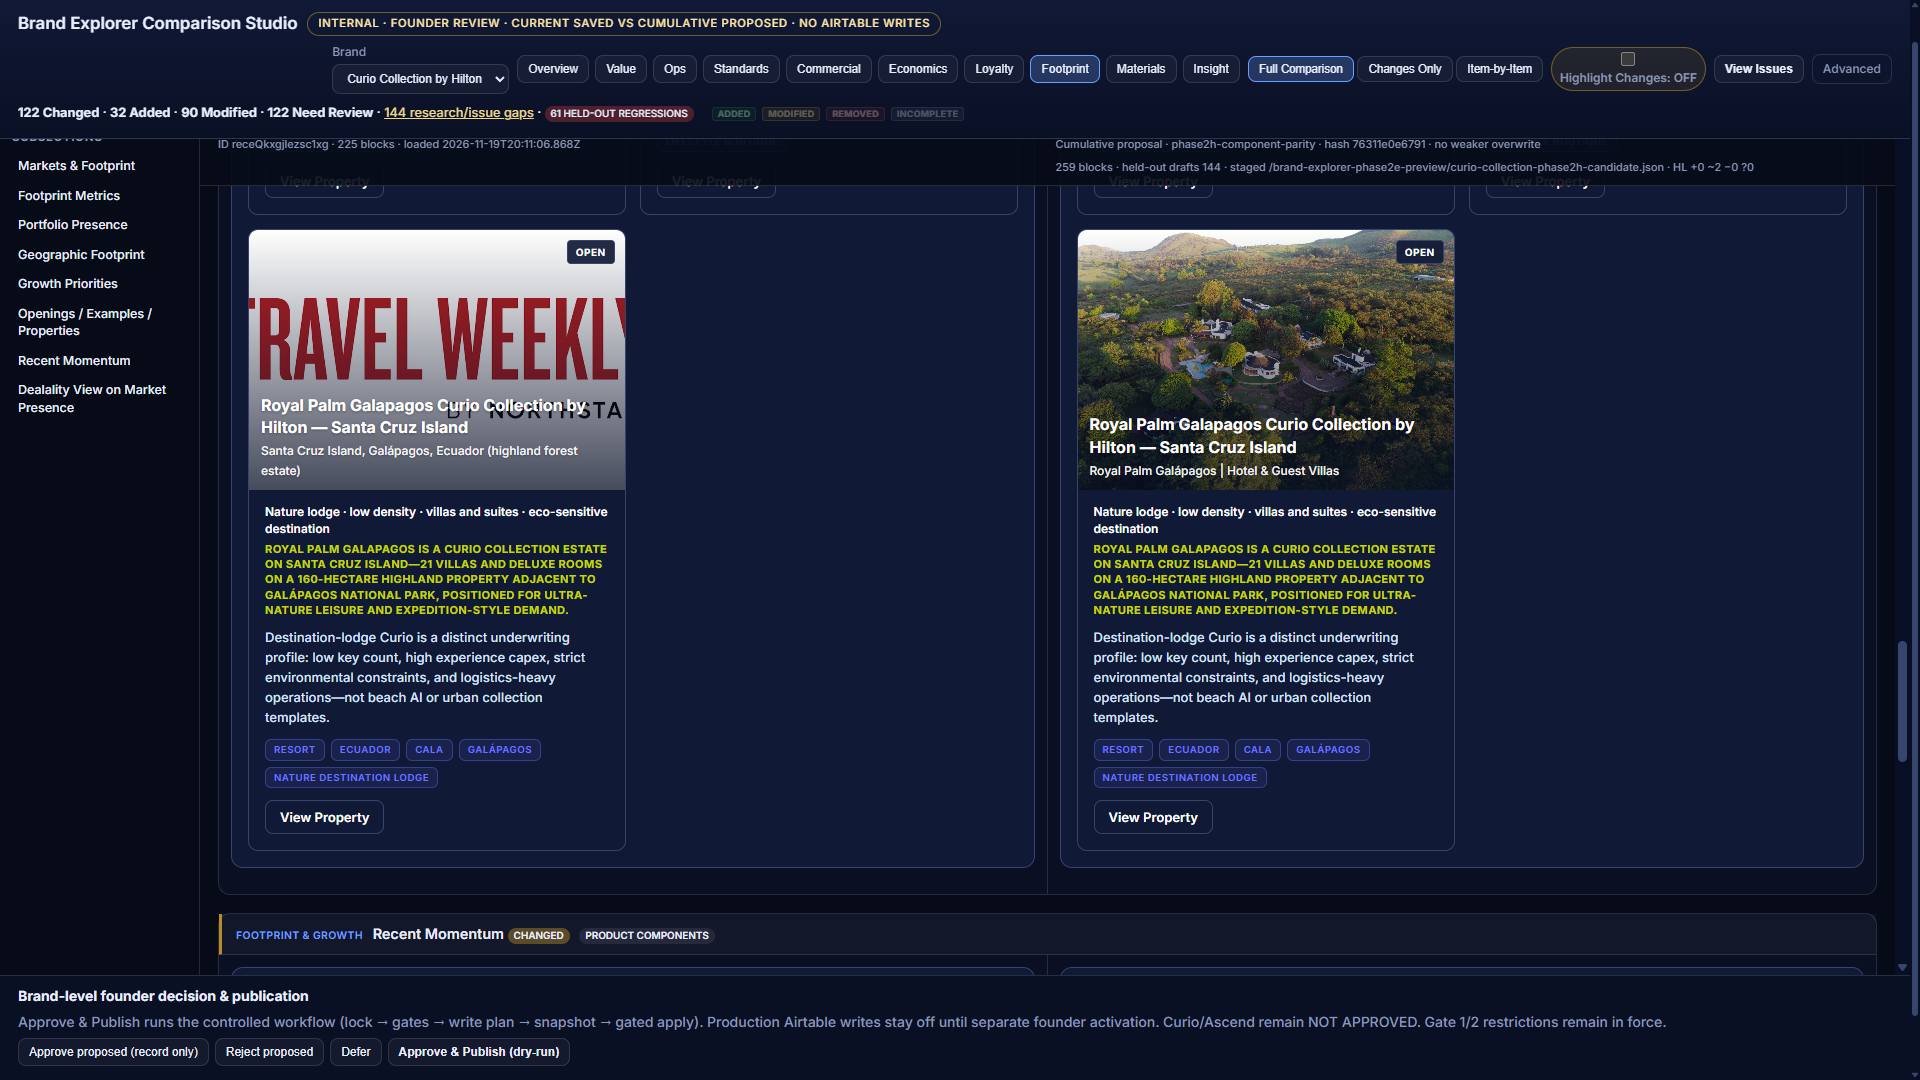 Brand Explorer Comparison Studio
INTERNAL · FOUNDER REVIEW · CURRENT SAVED VS CUMULATIVE PROPOSED · NO AIRTABLE WRITES
Brand
Curio Collection by Hilton
Overview
Value
Ops
Standards
Commercial
Economics
Loyalty
Footprint
Materials
Insight
Full Comparison
Changes Only
Item-by-Item
Highlight Changes: OFF
View Issues
Advanced
122 Changed · 32 Added · 90 Modified · 122 Need Review · 144 research/issue gaps ·
61 HELD-OUT REGRESSIONS
ADDED
MODIFIED
REMOVED
INCOMPLETE
Markets & Footprint
Footprint Metrics
Portfolio Presence
Geographic Footprint
Growth Priorities
Openings / Examples /
Properties
Recent Momentum
Dealality View on Market
Presence
ID receQkxgjlezsc1xg · 225 blocks · loaded 2026-11-19T20:11:06.868Z
Cumulative proposal · phase2h-component-parity · hash 76311e0e6791 · no weaker overwrite
259 blocks · held-out drafts 144 · staged /brand-explorer-phase2e-preview/curio-collection-phase2h-candidate.json · HL +0 ~2 −0 ?0
View Property
View Property
View Property
View Property
OPEN
TRAVEL WEEKLY
BY NORTHSTA
Royal Palm Galapagos Curio Collection by
Hilton — Santa Cruz Island
Santa Cruz Island, Galápagos, Ecuador (highland forest
estate)
Nature lodge · low density · villas and suites · eco-sensitive
destination
ROYAL PALM GALAPAGOS IS A CURIO COLLECTION ESTATE
ON SANTA CRUZ ISLAND—21 VILLAS AND DELUXE ROOMS
ON A 160-HECTARE HIGHLAND PROPERTY ADJACENT TO
GALÁPAGOS NATIONAL PARK, POSITIONED FOR ULTRA-
NATURE LEISURE AND EXPEDITION-STYLE DEMAND.
Destination-lodge Curio is a distinct underwriting
profile: low key count, high experience capex, strict
environmental constraints, and logistics-heavy
operations—not beach AI or urban collection
templates.
RESORT
ECUADOR
CALA
GALÁPAGOS
NATURE DESTINATION LODGE
View Property
OPEN
Royal Palm Galapagos Curio Collection by
Hilton — Santa Cruz Island
Royal Palm Galápagos | Hotel & Guest Villas
Nature lodge · low density · villas and suites · eco-sensitive
destination
ROYAL PALM GALAPAGOS IS A CURIO COLLECTION ESTATE
ON SANTA CRUZ ISLAND—21 VILLAS AND DELUXE ROOMS
ON A 160-HECTARE HIGHLAND PROPERTY ADJACENT TO
GALÁPAGOS NATIONAL PARK, POSITIONED FOR ULTRA-
NATURE LEISURE AND EXPEDITION-STYLE DEMAND.
Destination-lodge Curio is a distinct underwriting
profile: low key count, high experience capex, strict
environmental constraints, and logistics-heavy
operations—not beach AI or urban collection
templates.
RESORT
ECUADOR
CALA
GALÁPAGOS
NATURE DESTINATION LODGE
View Property
FOOTPRINT & GROWTH
Recent Momentum
CHANGED
PRODUCT COMPONENTS
Brand-level founder decision & publication
Approve & Publish runs the controlled workflow (lock → gates → write plan → snapshot → gated apply). Production Airtable writes stay off until separate founder activation. Curio/Ascend remain NOT APPROVED. Gate 1/2 restrictions remain in force.
Approve proposed (record only)
Reject proposed
Defer
Approve & Publish (dry-run)